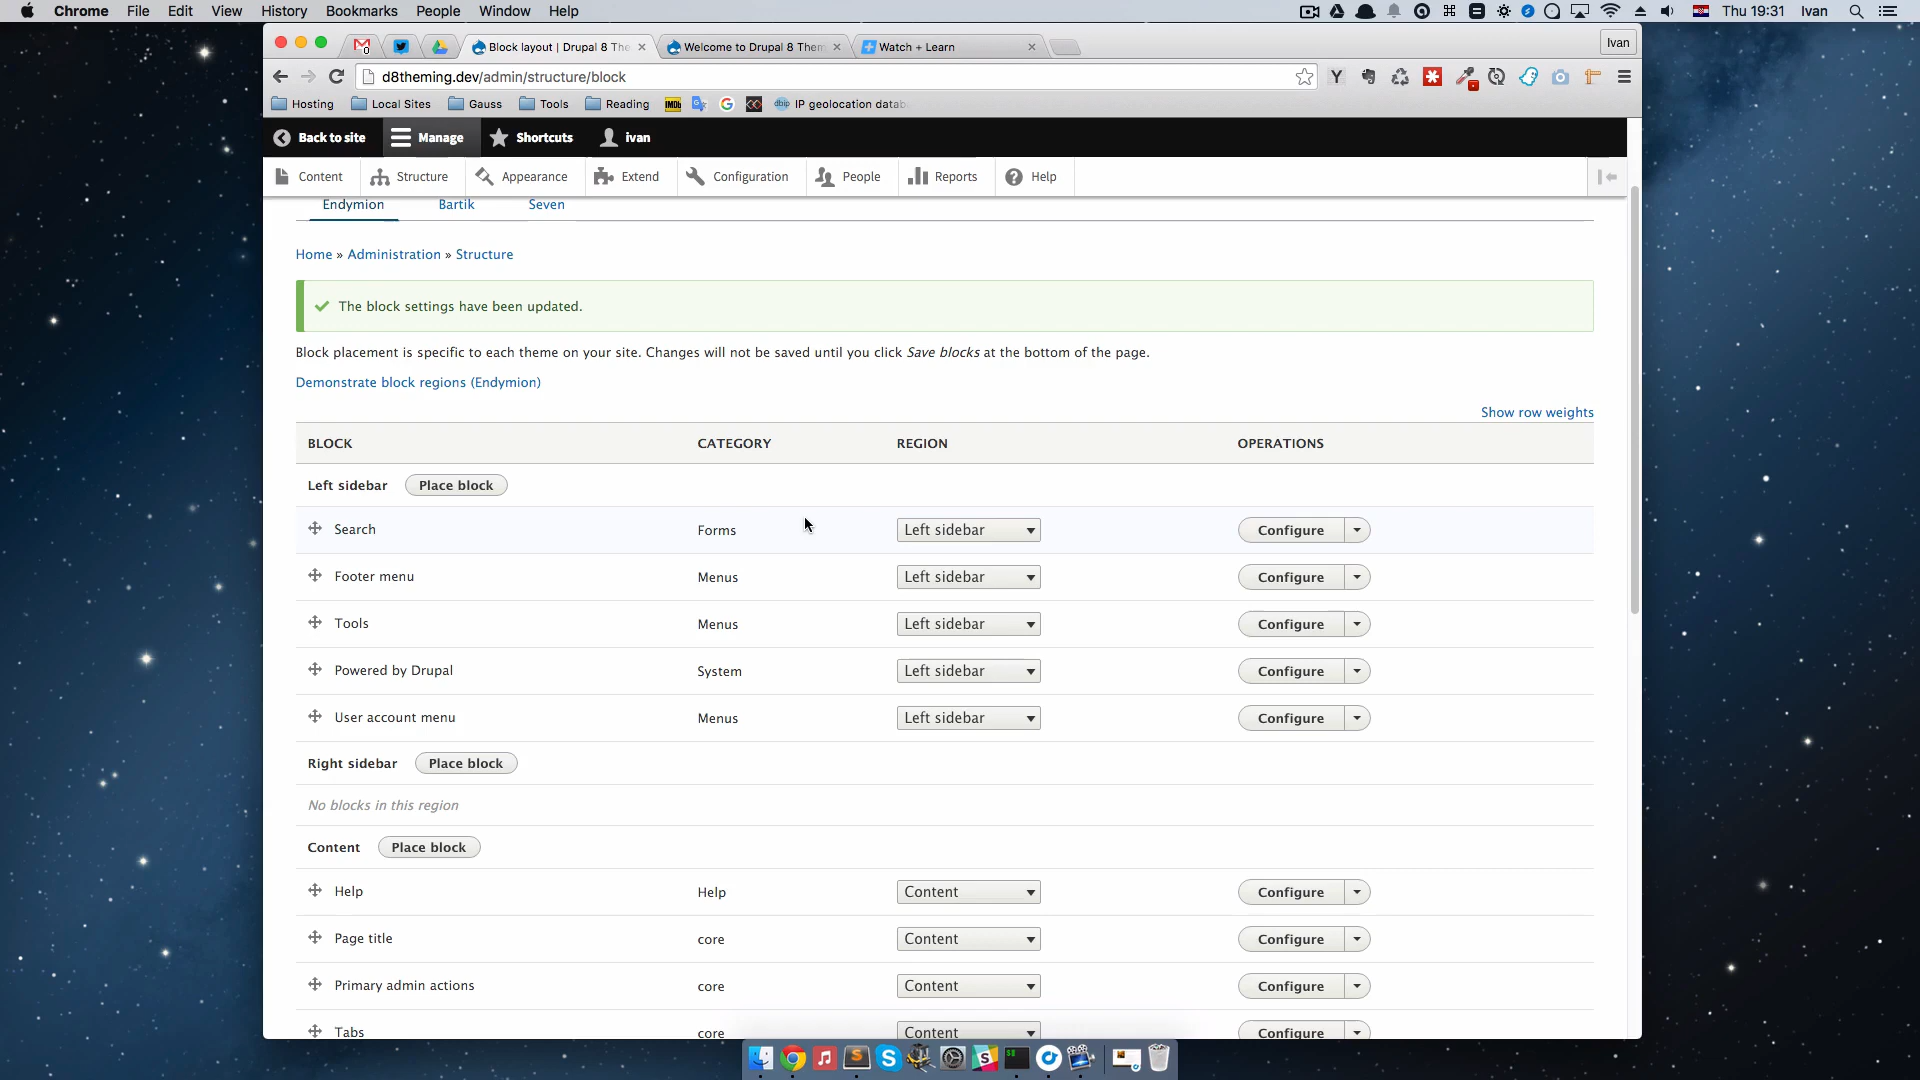 Chrome File Edit View History Bookmarks People Window Help
Thu 19:31 Ivan
0 Block layout | Drupal 8 The Welcome to Drupal 8 Them Watch + Learn Ivan
d8theming.dev/admin/structure/block
Hosting Local Sites Gauss Tools Reading IMDb dbip IP geolocation datab
Back to site Manage Shortcuts ivan
Content Structure Appearance Extend Configuration People Reports Help
Endymion Bartik Seven
Home » Administration » Structure
The block settings have been updated.
Block placement is specific to each theme on your site. Changes will not be saved until you click Save blocks at the bottom of the page.
Demonstrate block regions (Endymion)
Show row weights
BLOCK CATEGORY REGION OPERATIONS
Left sidebar Place block
Search Forms Left sidebar Configure
Footer menu Menus Left sidebar Configure
Tools Menus Left sidebar Configure
Powered by Drupal System Left sidebar Configure
User account menu Menus Left sidebar Configure
Right sidebar Place block
No blocks in this region
Content Place block
Help Help Content Configure
Page title core Content Configure
Primary admin actions core Content Configure
Tabs core Content Configure